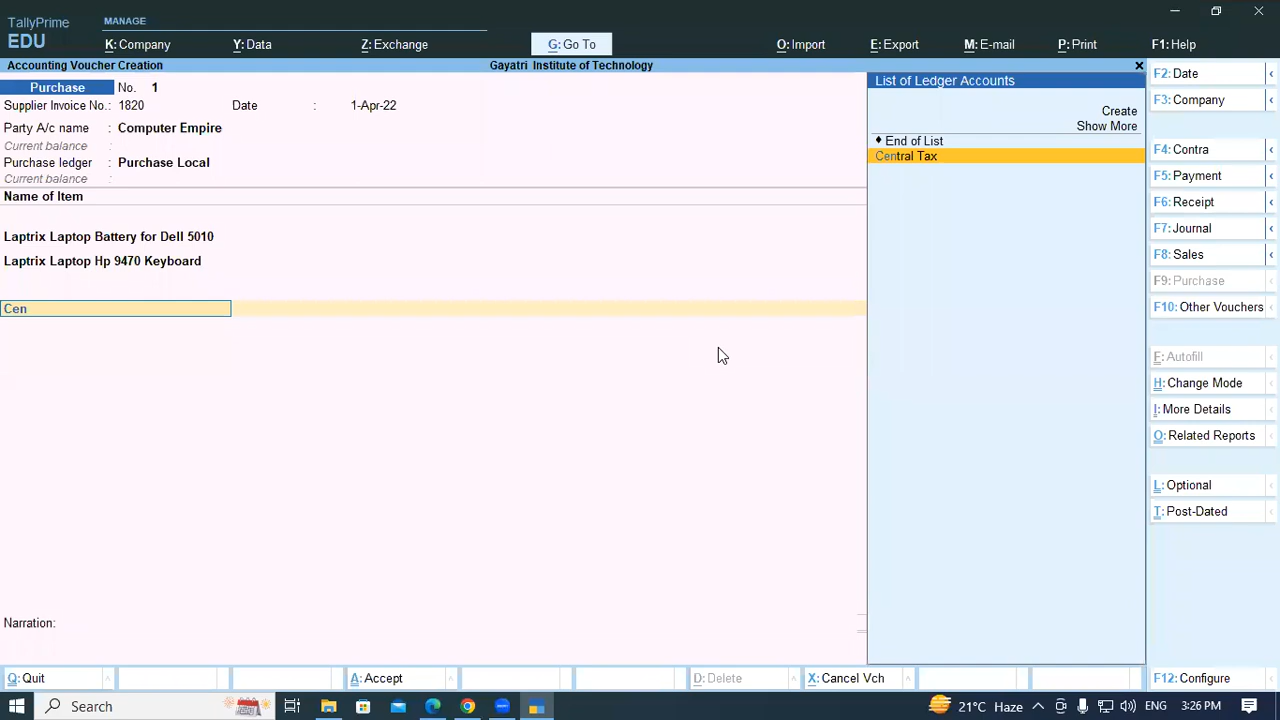 TallyPrime
EDU
MANAGE
K: Company
Y: Data
Z: Exchange
G: Go To
O: Import
E: Export
M: E-mail
P: Print
F1: Help
Accounting Voucher Creation
Gayatri Institute of Technology
Purchase No. 1
Supplier Invoice No.: 1820 Date : 1-Apr-22
Party A/c name : Computer Empire
Current balance :
Purchase ledger : Purchase Local
Current balance :
Name of Item
Laptrix Laptop Battery for Dell 5010
Laptrix Laptop Hp 9470 Keyboard
Cen
Narration:
List of Ledger Accounts
Create
Show More
♦ End of List
Central Tax
F2: Date
F3: Company
F4: Contra
F5: Payment
F6: Receipt
F7: Journal
F8: Sales
F9: Purchase
F10: Other Vouchers
F: Autofill
H: Change Mode
I: More Details
O: Related Reports
L: Optional
T: Post-Dated
Q: Quit
A: Accept
D: Delete
X: Cancel Vch
F12: Configure
Search
21°C Haze
3:22 PM